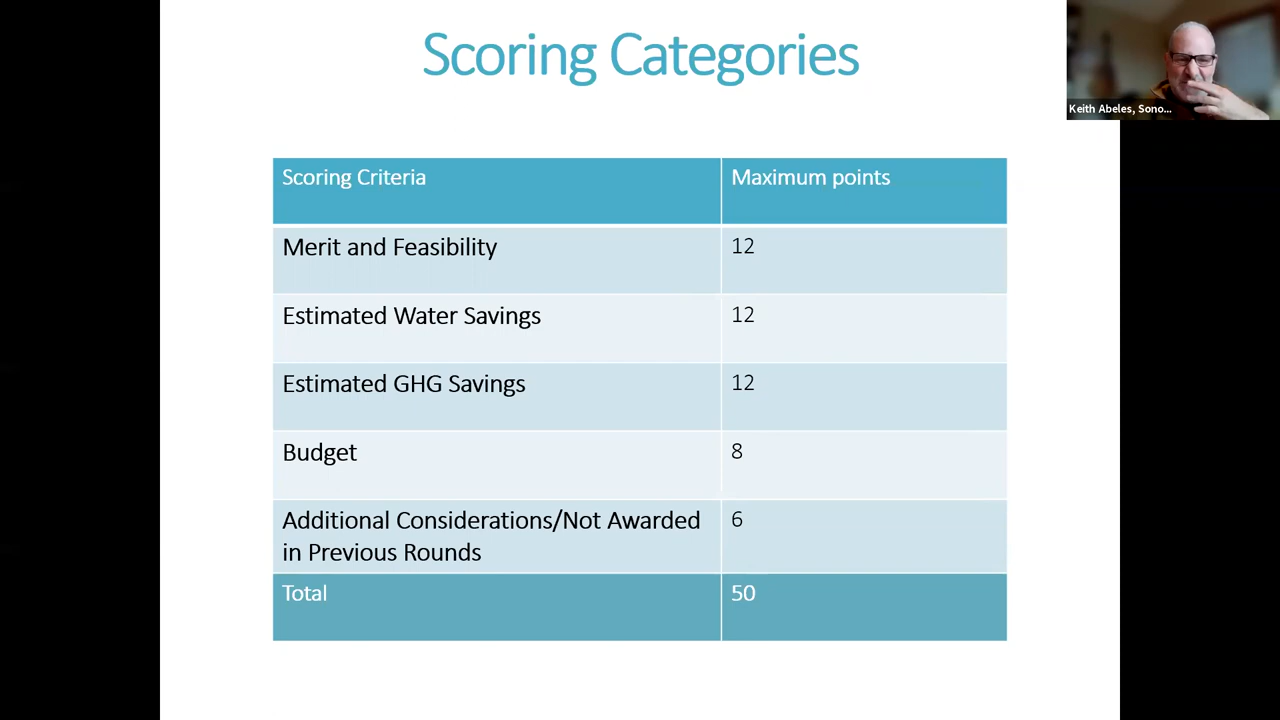 Scoring Categories
Keith Abeles, Sono...
Scoring Criteria Maximum points
Merit and Feasibility 12
Estimated Water Savings 12
Estimated GHG Savings 12
Budget 8
Additional Considerations/Not Awarded 6
in Previous Rounds
Total 50